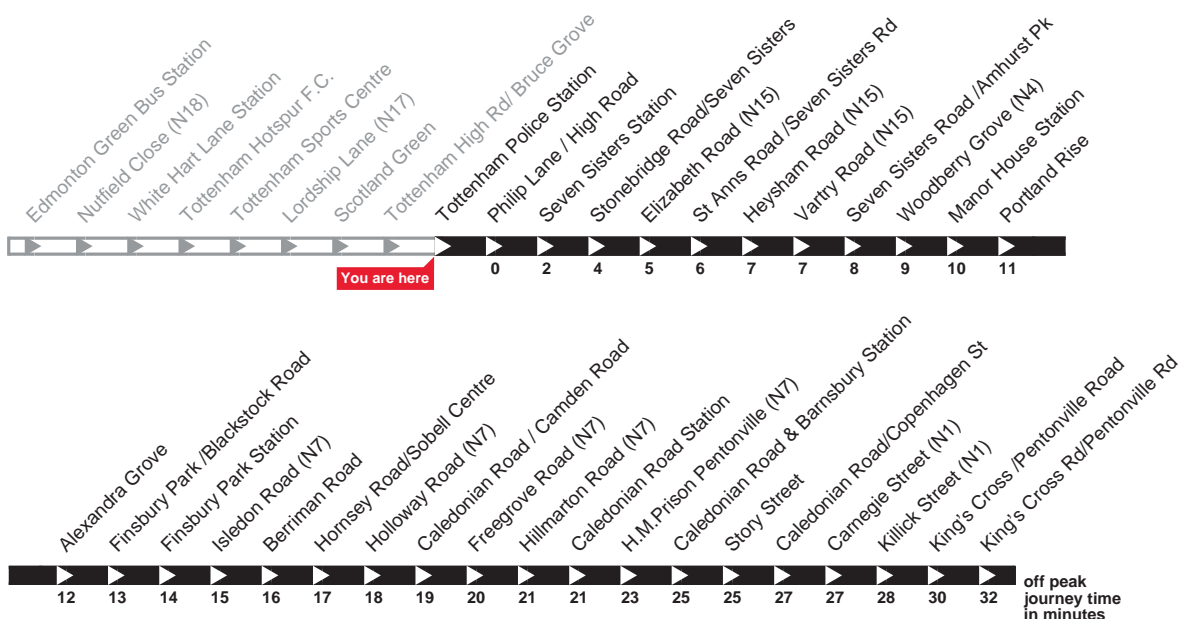 Edmonton Green Bus Station
Nutfield Close (N18)
White Hart Lane Station
Tottenham Hotspur F.C.
Tottenham Sports Centre
Lordship Lane (N17)
Scotland Green
Tottenham High Rd/ Bruce Grove
Tottenham Police Station
Philip Lane / High Road
Seven Sisters Station
Stonebridge Road/Seven Sisters
Elizabeth Road (N15)
St Anns Road /Seven Sisters Rd
Heysham Road (N15)
Vartry Road (N15)
Seven Sisters Road /Amhurst Pk
Woodberry Grove (N4)
Manor House Station
Portland Rise
You are here
0 2 4 5 6 7 7 8 9 10 11
Alexandra Grove
Finsbury Park /Blackstock Road
Finsbury Park Station
Isledon Road (N7)
Berriman Road
Hornsey Road/Sobell Centre
Holloway Road (N7)
Caledonian Road / Camden Road
Freegrove Road (N7)
Hillmarton Road (N7)
Caledonian Road Station
H.M.Prison Pentonville (N7)
Caledonian Road & Barnsbury Station
Story Street
Caledonian Road/Copenhagen St
Carnegie Street (N1)
Killick Street (N1)
King's Cross /Pentonville Road
King's Cross Rd/Pentonville Rd
12 13 14 15 16 17 18 19 20 21 21 23 25 25 27 27 28 30 32
off peak
journey time
in minutes